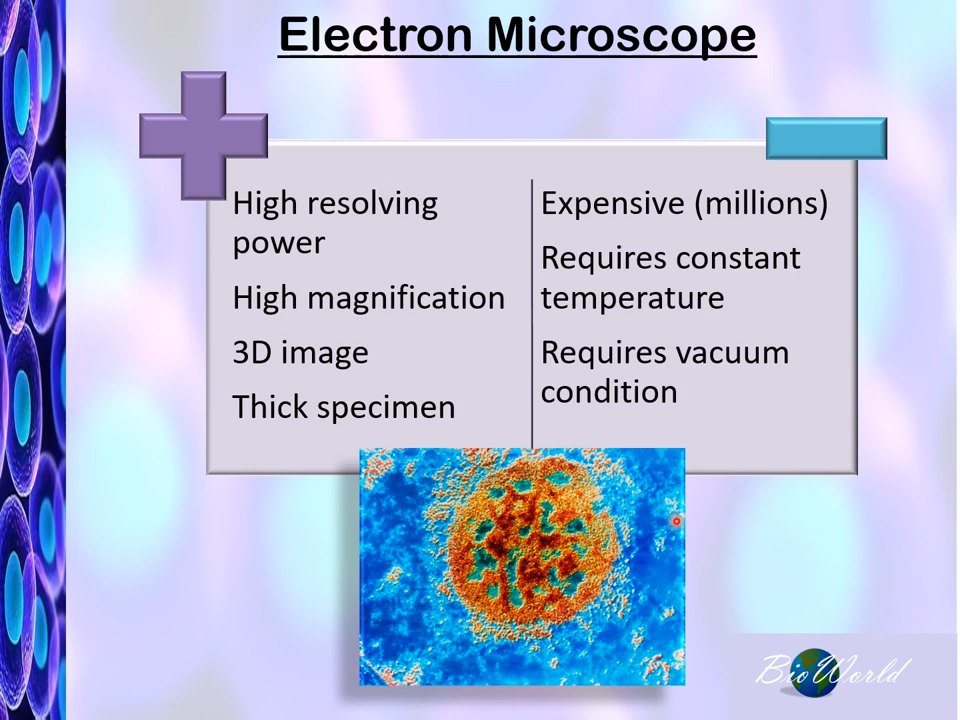 Electron Microscope
High resolving
power
High magnification
3D image
Thick specimen
Expensive (millions)
Requires constant
temperature
Requires vacuum
condition
BioWorld